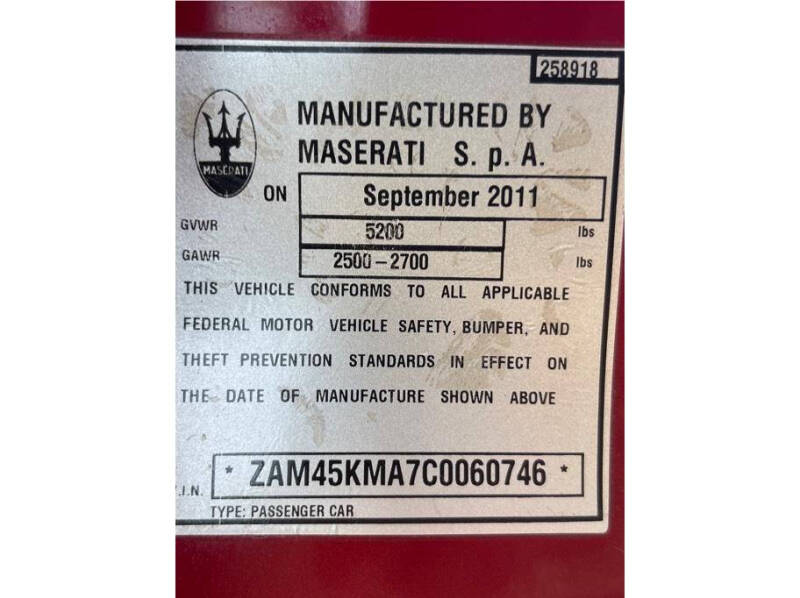 258918
MANUFACTURED BY
MASERATI S. p. A.
MASERATI
ON September 2011
GVWR 5200 lbs
GAWR 2500-2700 lbs
THIS VEHICLE CONFORMS TO ALL APPLICABLE
FEDERAL MOTOR VEHICLE SAFETY, BUMPER, AND
THEFT PREVENTION STANDARDS IN EFFECT ON
THE DATE OF MANUFACTURE SHOWN ABOVE
.I.N. * ZAM45KMA7C0060746 *
TYPE: PASSENGER CAR